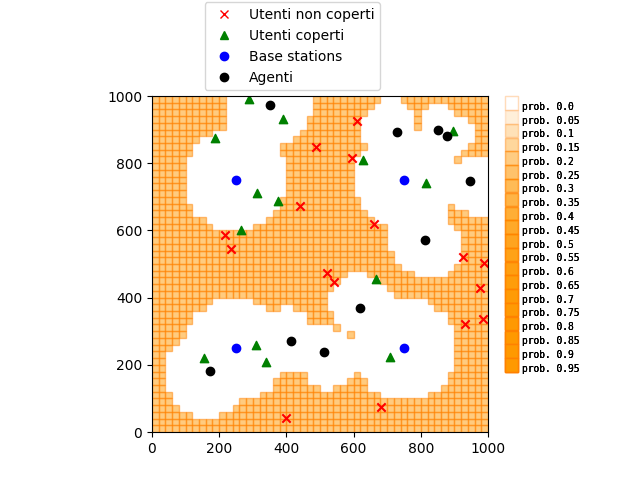 Utenti non coperti
Utenti coperti
Base stations
Agenti
1000
800
600
400
200
0
0
200
400
600
800
1000
prob. 0.0
prob. 0.05
prob. 0.1
prob. 0.15
prob. 0.2
prob. 0.25
prob. 0.3
prob. 0.35
prob. 0.4
prob. 0.45
prob. 0.5
prob. 0.55
prob. 0.6
prob. 0.65
prob. 0.7
prob. 0.75
prob. 0.8
prob. 0.85
prob. 0.9
prob. 0.95